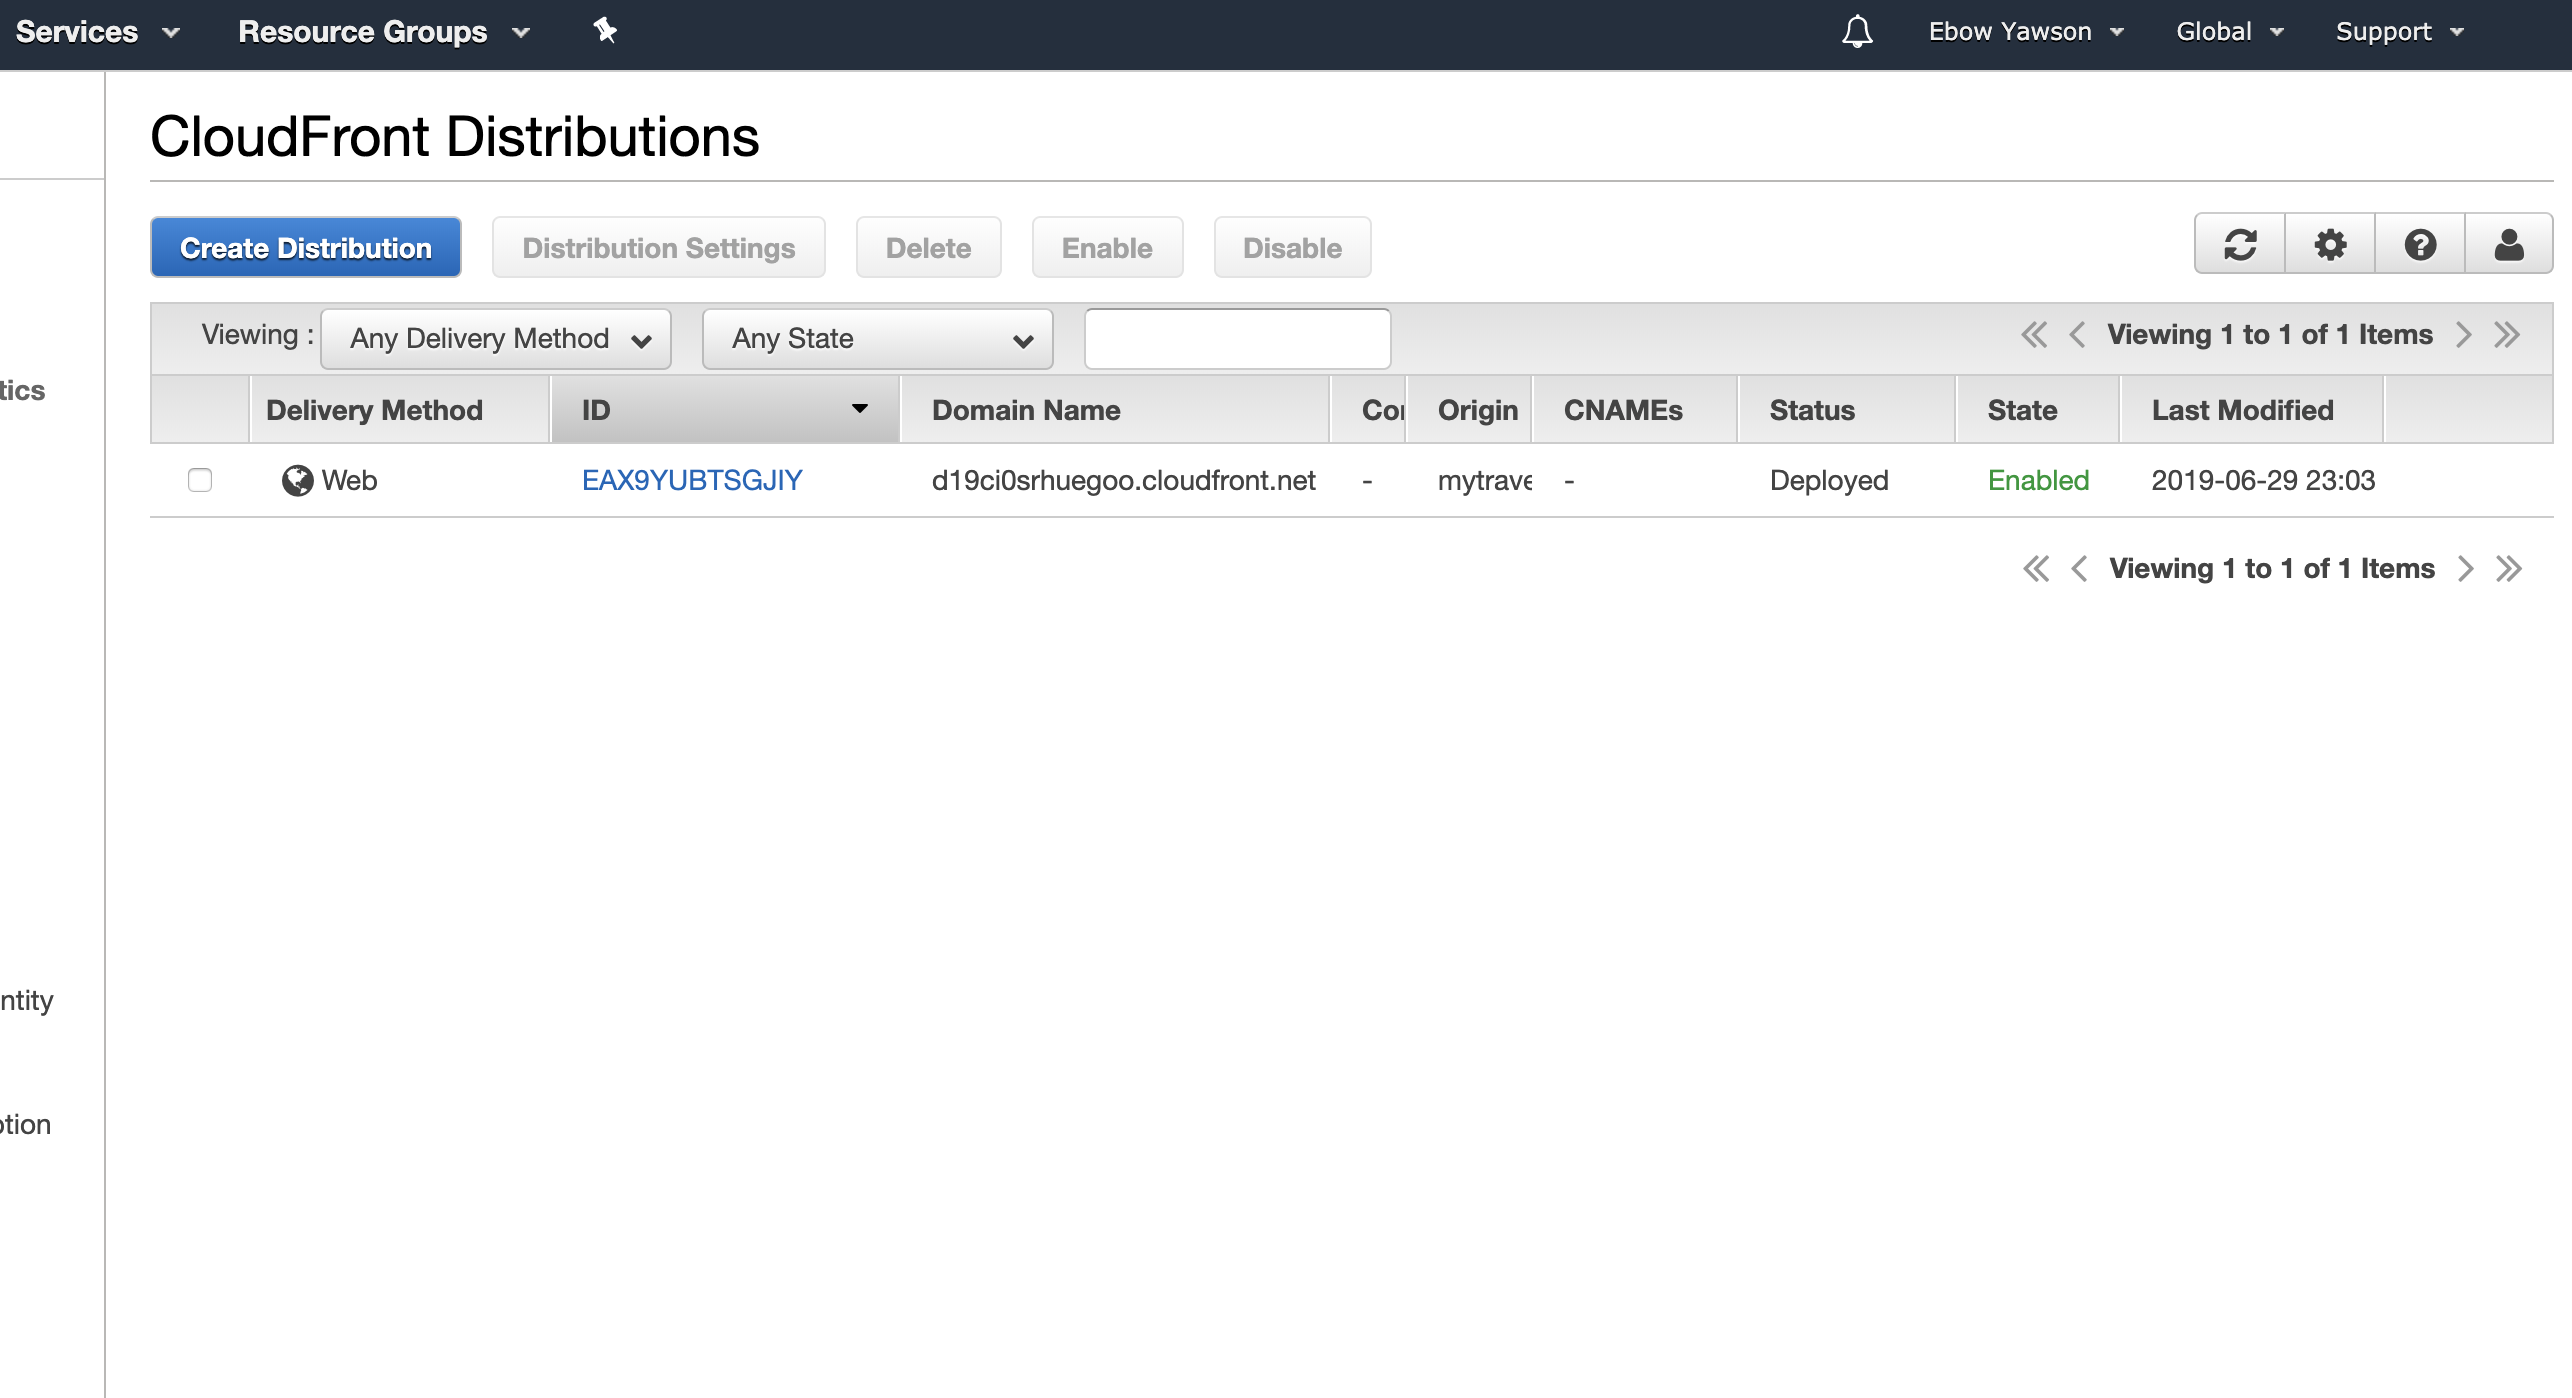 Services Resource Groups Ebow Yawson Global Support
CloudFront Distributions
Create Distribution Distribution Settings Delete Enable Disable
Viewing : Any Delivery Method Any State Viewing 1 to 1 of 1 Items
tics
Delivery Method ID Domain Name Co Origin CNAMEs Status State Last Modified
Web EAX9YUBTSGJIY d19ci0srhuegoo.cloudfront.net - mytrave - Deployed Enabled 2019-06-29 23:03
Viewing 1 to 1 of 1 Items
ntity
ption